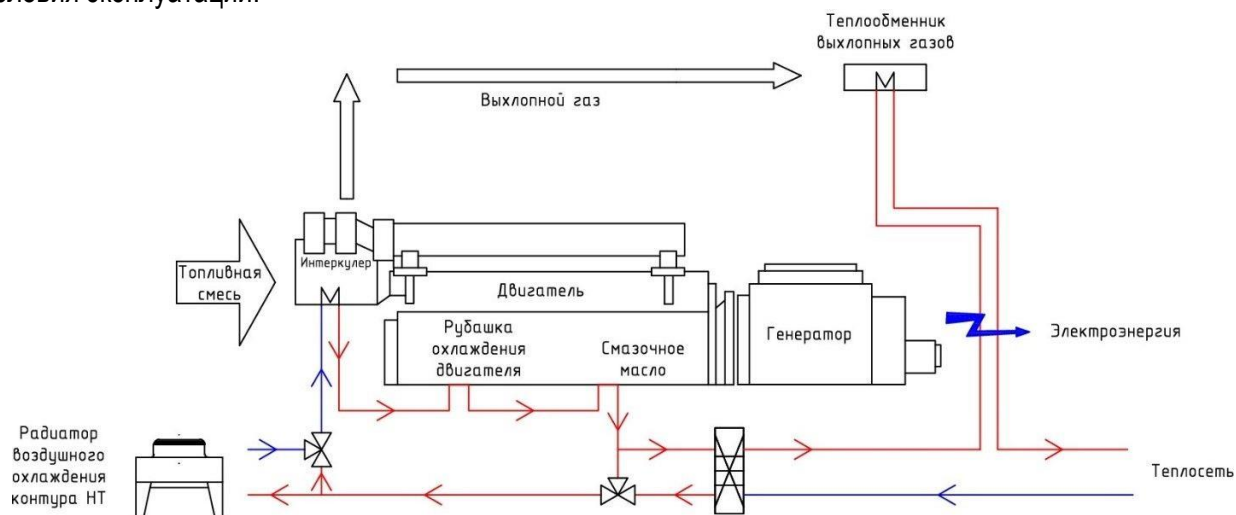 условия эксплуатации.
Теплообменник
выхлопных газов
Выхлопной газ
Интеркулер
Топливная
смесь
Двигатель
Рубашка
охлаждения
двигателя
Смазочное
масло
Генератор
Электроэнергия
Радиатор
воздушного
охлаждения
контура НТ
Теплосеть